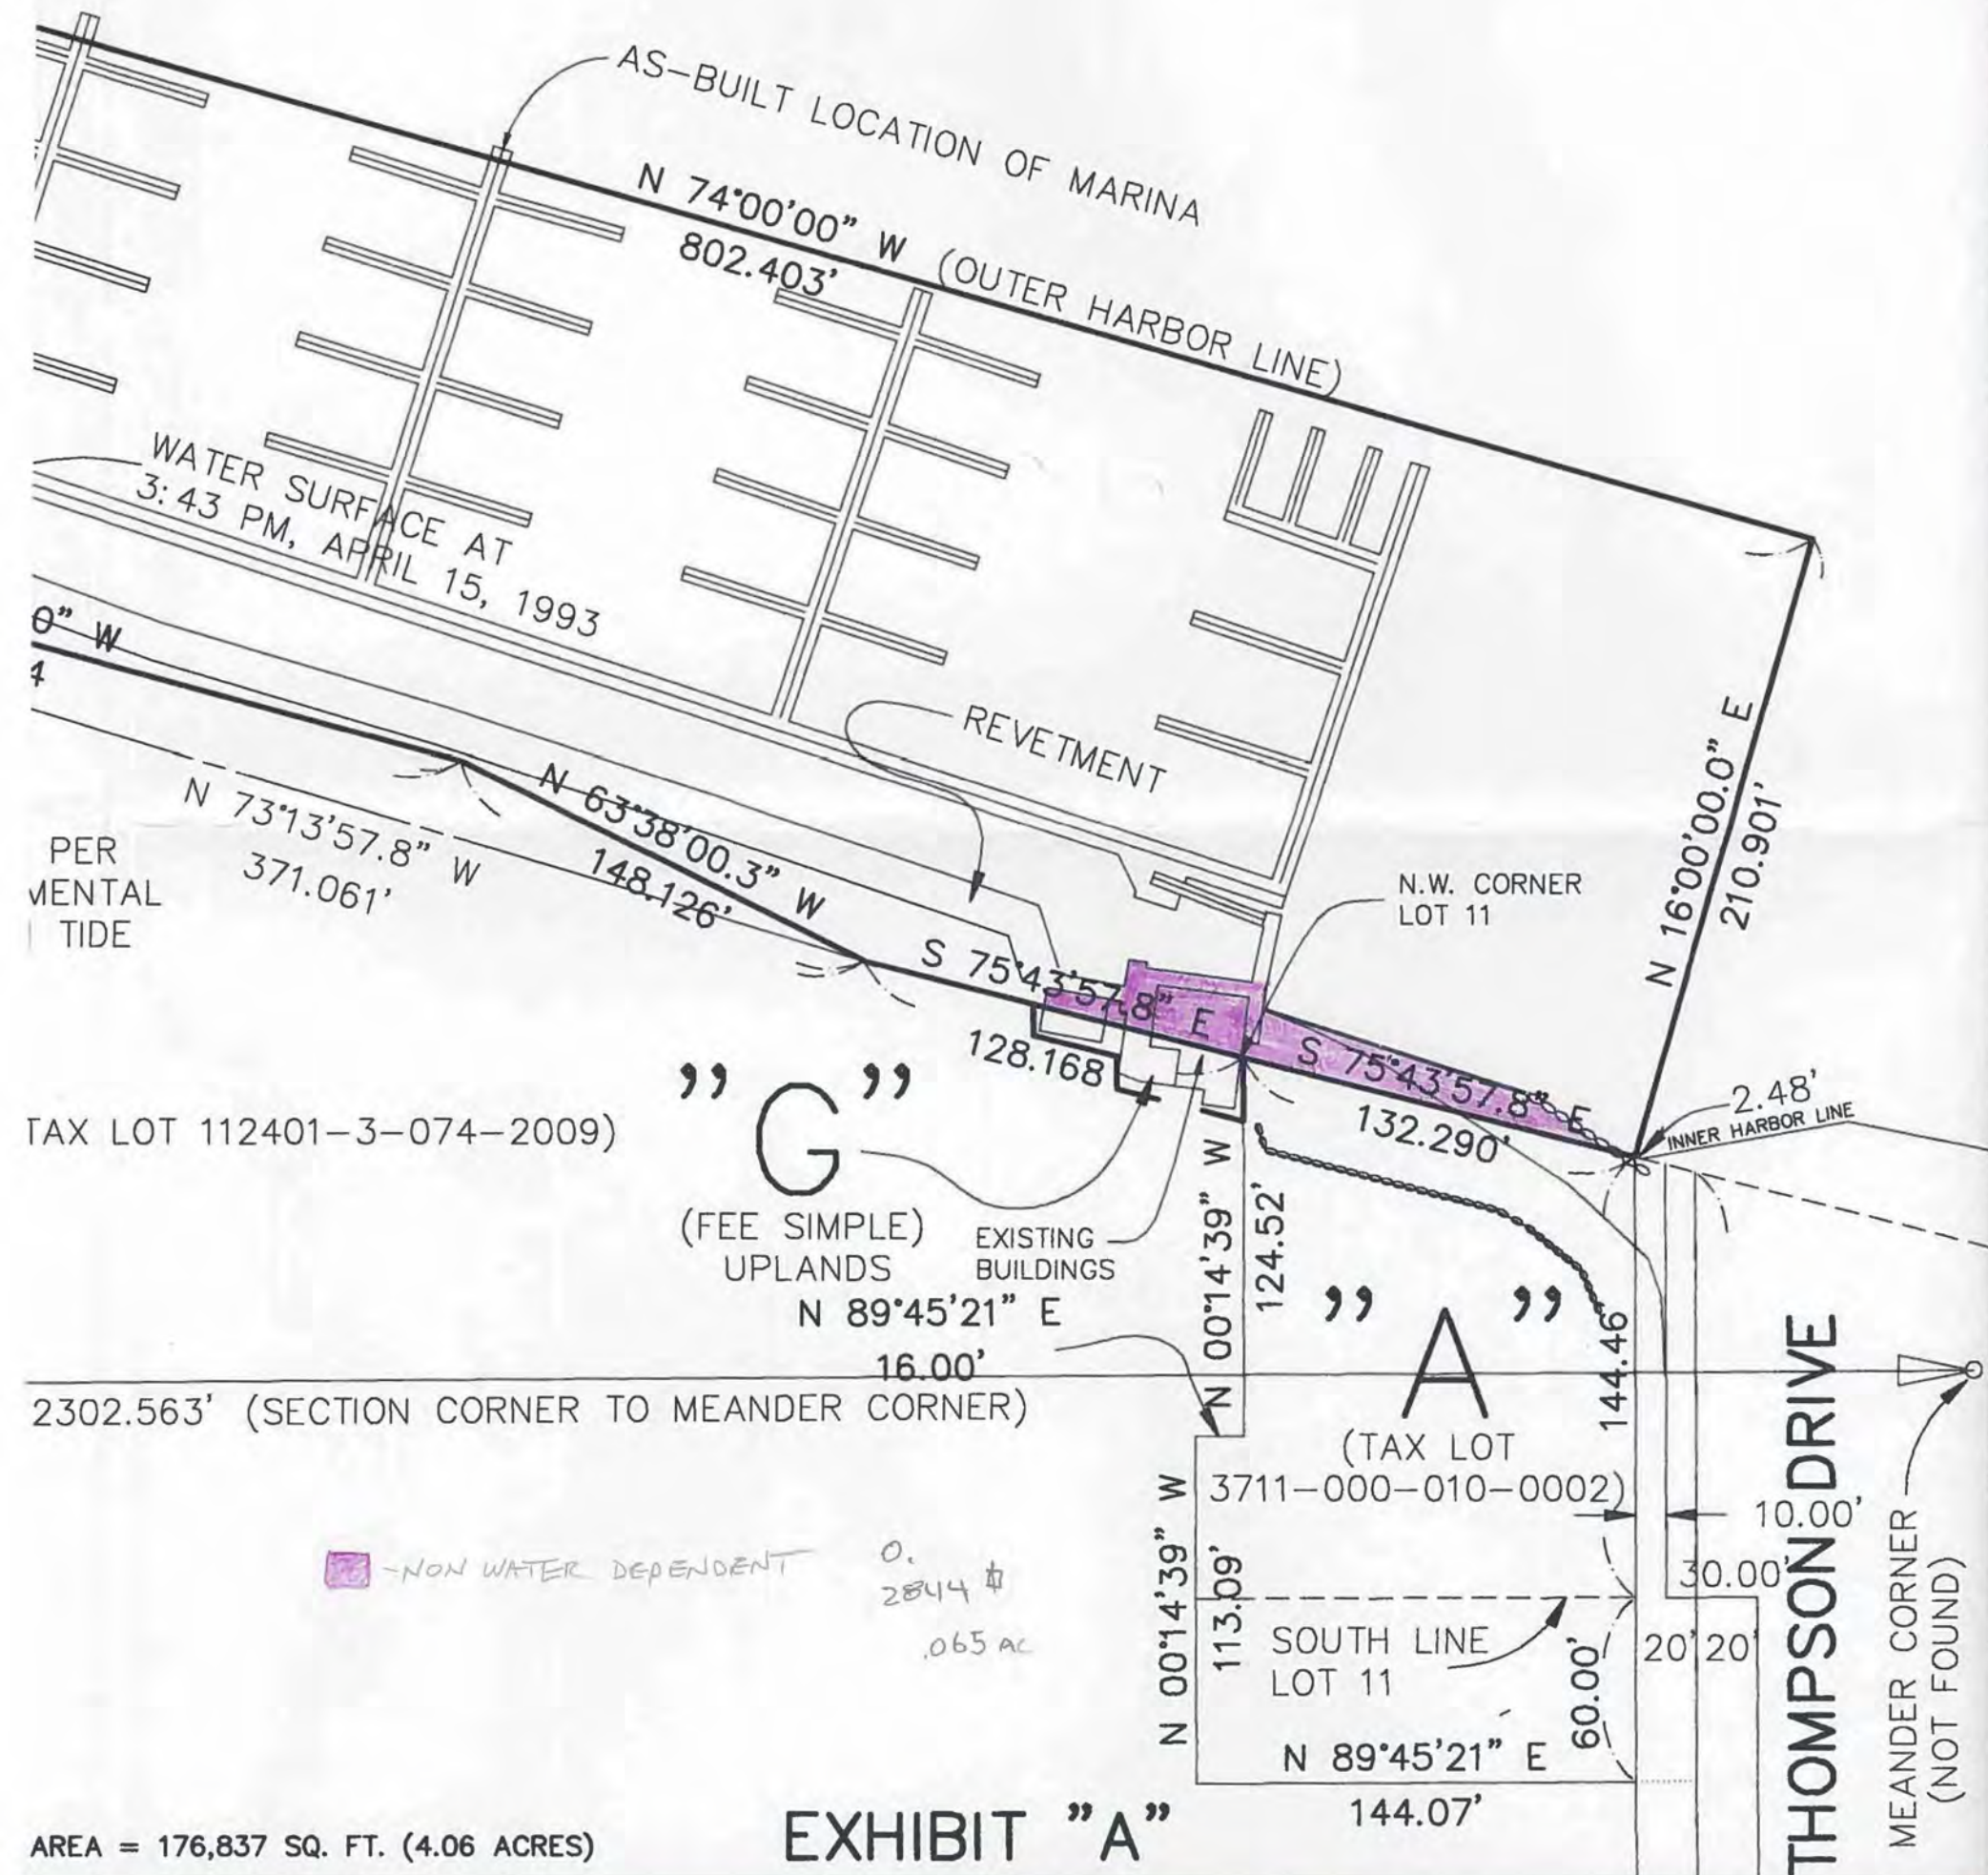 AS-BUILT LOCATION OF MARINA
N 74°00'00" W (OUTER HARBOR LINE)
802.403'
WATER SURFACE AT
3:43 PM, APRIL 15, 1993
0" W
4
REVETMENT
N 16°00'00.0" E
210.901'
N 63°38'00.3" W
148.126'
N 73°13'57.8" W
371.061'
PER
MENTAL
TIDE
N.W. CORNER
LOT 11
S 75°43'57.8" E
128.168
S 75°43'57.8" E
132.290'
2.48'
INNER HARBOR LINE
TAX LOT 112401-3-074-2009)
"G"
(FEE SIMPLE)
UPLANDS
EXISTING
BUILDINGS
N 89°45'21" E
16.00'
N 00°14'39" W
124.52'
"A"
144.46'
2302.563' (SECTION CORNER TO MEANDER CORNER)
(TAX LOT
3711-000-010-0002)
10.00'
30.00'
THOMPSON DRIVE
MEANDER CORNER
(NOT FOUND)
-NON WATER DEPENDENT
0.
2844
.065 AC
N 00°14'39" W
113.09'
SOUTH LINE
LOT 11
60.00'
20' 20'
N 89°45'21" E
144.07'
AREA = 176,837 SQ. FT. (4.06 ACRES)
EXHIBIT "A"